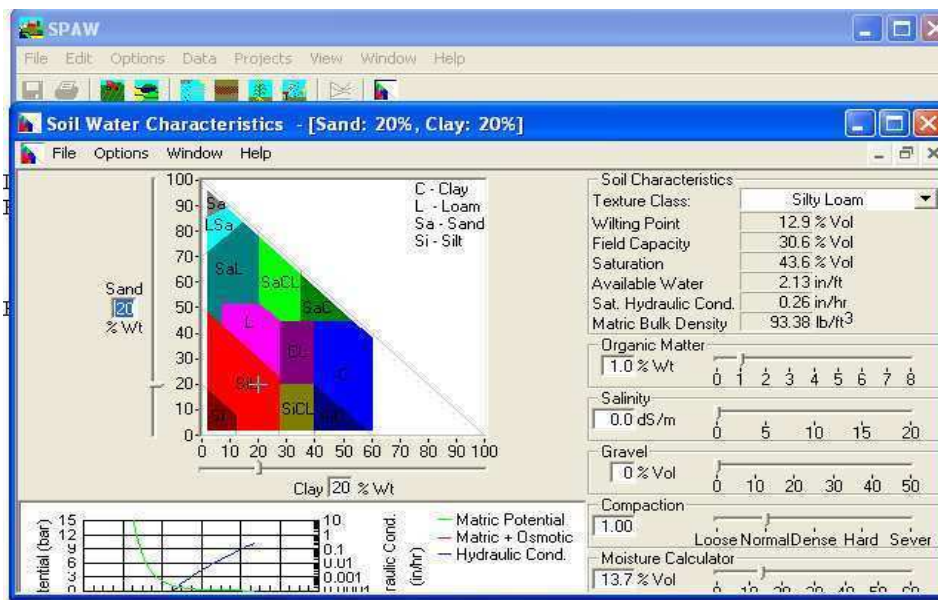 SPAW
File Edit Options Data Projects View Window Help
Soil Water Characteristics - [Sand: 20%, Clay: 20%]
File Options Window Help
Sand
20
% Wt
100
90
80
70
60
50
40
30
20
10
0
C - Clay
L - Loam
Sa - Sand
Si - Silt
Sa
LSa
SaL
SaCL
SaC
L
CL
C
SiCL
0 10 20 30 40 50 60 70 80 90 100
Clay 20 % Wt
Soil Characteristics
Texture Class: Silty Loam
Wilting Point 12.9 % Vol
Field Capacity 30.6 % Vol
Saturation 43.6 % Vol
Available Water 2.13 in/ft
Sat. Hydraulic Cond. 0.26 in/hr
Matric Bulk Density 93.38 lb/ft3
Organic Matter
1.0 % Wt
0 1 2 3 4 5 6 7 8
Salinity
0.0 dS/m
0 5 10 15 20
Gravel
0 % Vol
0 10 20 30 40 50
Compaction
1.00
Loose Normal Dense Hard Sever
Moisture Calculator
13.7 % Vol
tential (bar)
15
12
9
6
3
10
1
0.1
0.01
0.001
raulic Cond.
(in/hr)
Matric Potential
Matric + Osmotic
Hydraulic Cond.